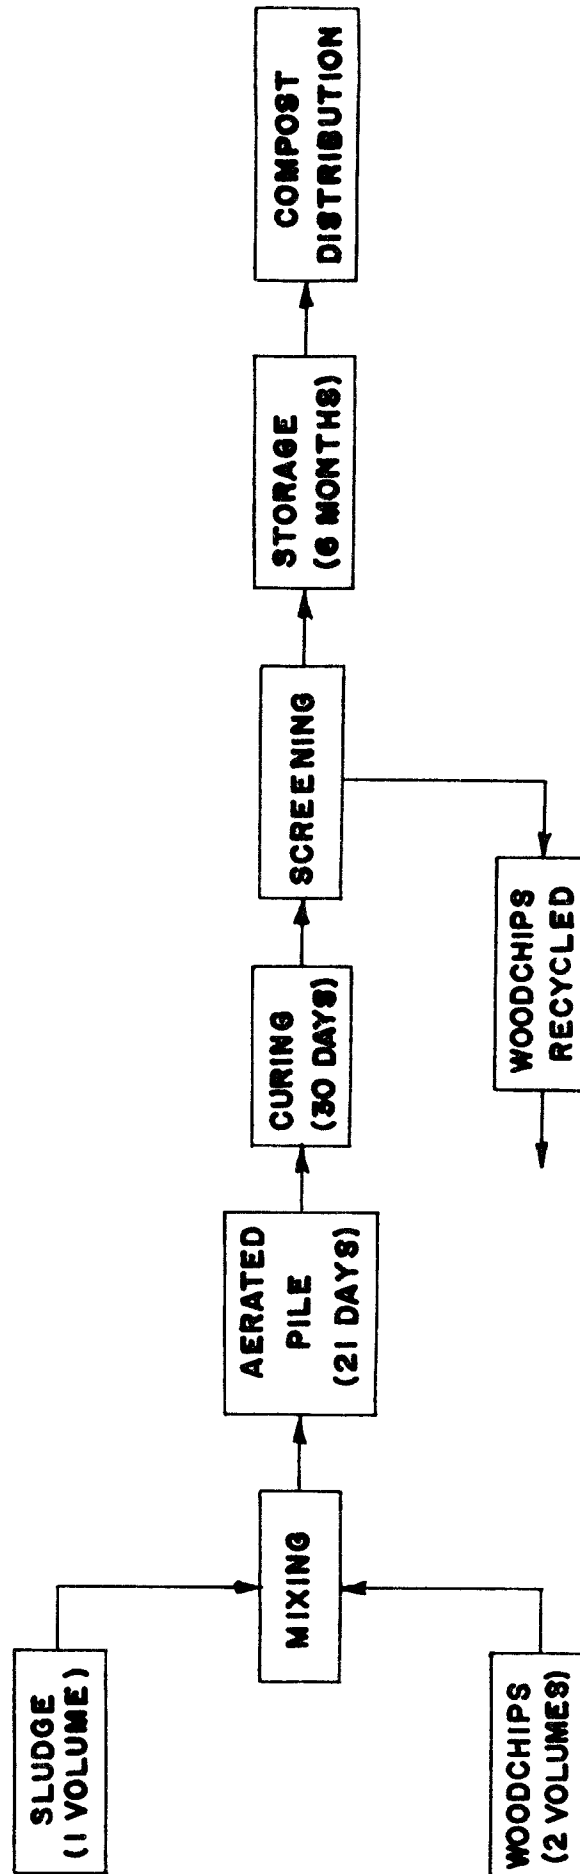 SLUDGE
(1 VOLUME)
WOODCHIPS
(2 VOLUMES)
MIXING
AERATED
PILE
(21 DAYS)
CURING
(30 DAYS)
SCREENING
WOODCHIPS
RECYCLED
STORAGE
(6 MONTHS)
COMPOST
DISTRIBUTION